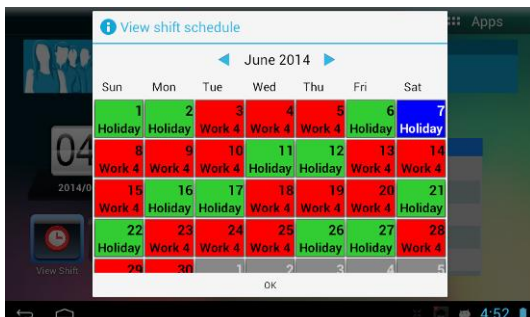 View shift schedule
Apps
June 2014
Sun Mon Tue Wed Thu Fri Sat
1 2 3 4 5 6 7
Holiday Holiday Work 4 Work 4 Work 4 Holiday Holiday
8 9 10 11 12 13 14
Work 4 Work 4 Work 4 Holiday Holiday Work 4 Work 4
15 16 17 18 19 20 21
Work 4 Holiday Holiday Work 4 Work 4 Work 4 Holiday
22 23 24 25 26 27 28
Holiday Work 4 Work 4 Work 4 Holiday Holiday Work 4
29 30 1 2 3 4 5
04
2014/0
View Shift
OK
4:52